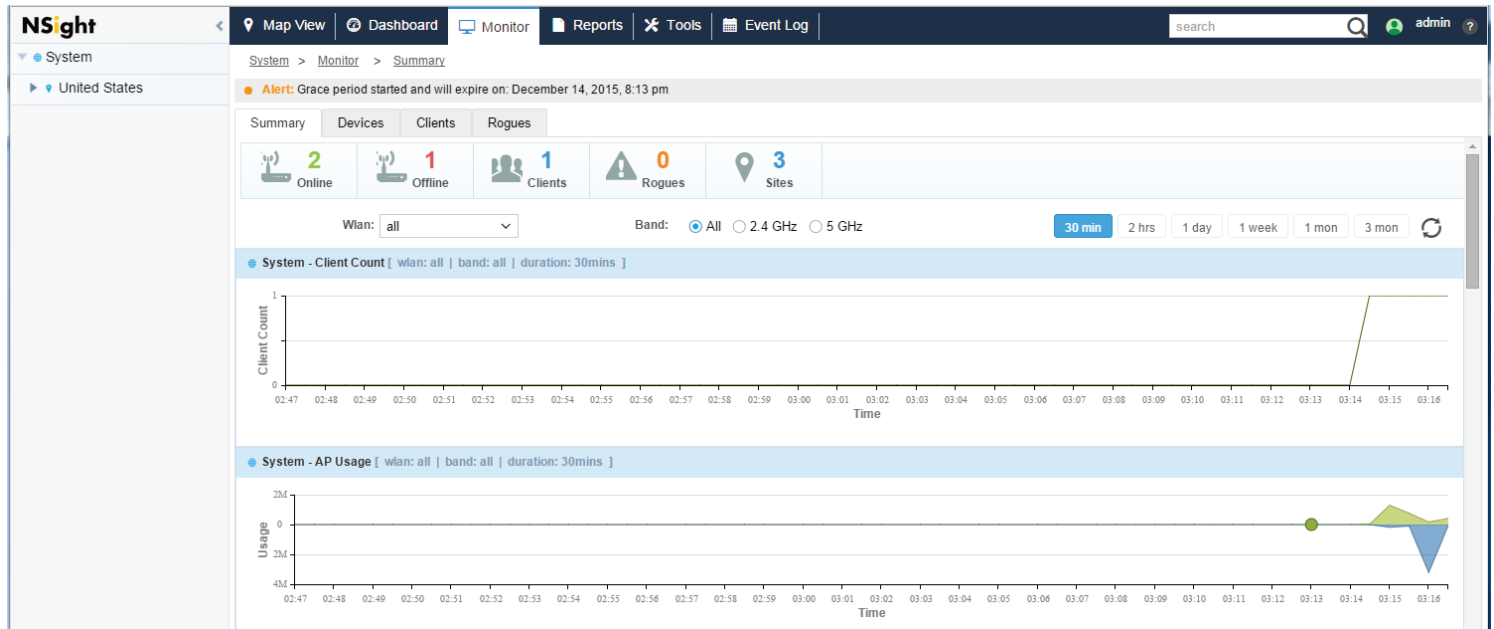 NSight
Map View Dashboard Monitor Reports Tools Event Log search admin ?
System
United States
System > Monitor > Summary
Alert: Grace period started and will expire on: December 14, 2015, 8:13 pm
Summary Devices Clients Rogues
2 Online 1 Offline 1 Clients 0 Rogues 3 Sites
Wlan: all Band: All 2.4 GHz 5 GHz 30 min 2 hrs 1 day 1 week 1 mon 3 mon
System - Client Count [ wlan: all | band: all | duration: 30mins ]
1
Client Count
0
02:47 02:48 02:49 02:50 02:51 02:52 02:53 02:54 02:55 02:56 02:57 02:58 02:59 03:00 03:01 03:02 03:03 03:04 03:05 03:06 03:07 03:08 03:09 03:10 03:11 03:12 03:13 03:14 03:15 03:16
Time
System - AP Usage [ wlan: all | band: all | duration: 30mins ]
2M
0
Usage
2M
4M
02:47 02:48 02:49 02:50 02:51 02:52 02:53 02:54 02:55 02:56 02:57 02:58 02:59 03:00 03:01 03:02 03:03 03:04 03:05 03:06 03:07 03:08 03:09 03:10 03:11 03:12 03:13 03:14 03:15 03:16
Time